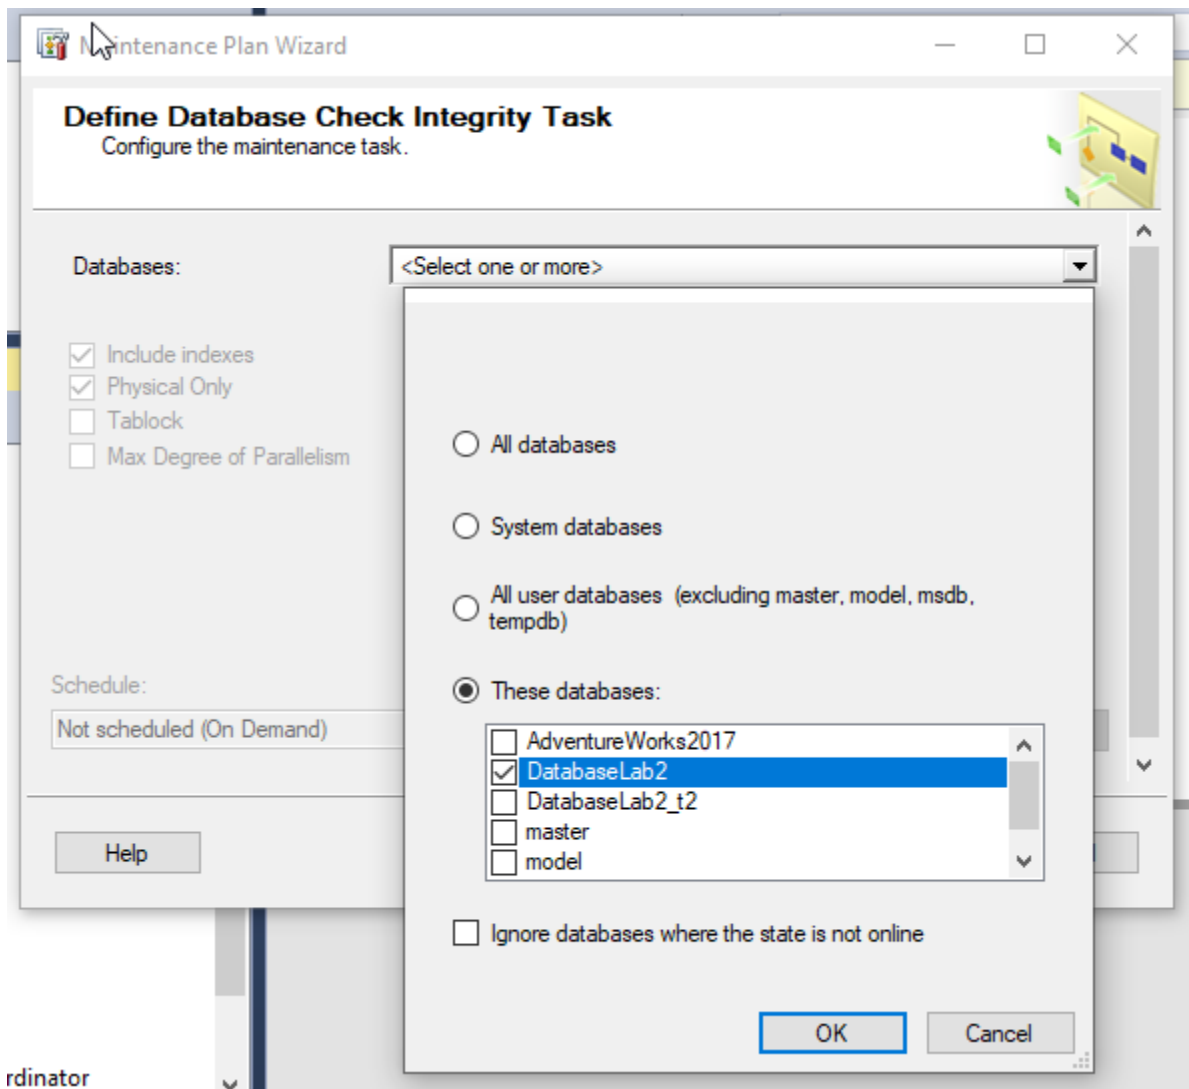 Maintenance Plan Wizard
Define Database Check Integrity Task
Configure the maintenance task.
Databases:
<Select one or more>
Include indexes
Physical Only
Tablock
Max Degree of Parallelism
All databases
System databases
All user databases (excluding master, model, msdb,
tempdb)
Schedule:
These databases:
Not scheduled (On Demand)
AdventureWorks2017
DatabaseLab2
DatabaseLab2_t2
master
model
Help
Ignore databases where the state is not online
OK
Cancel
rdinator